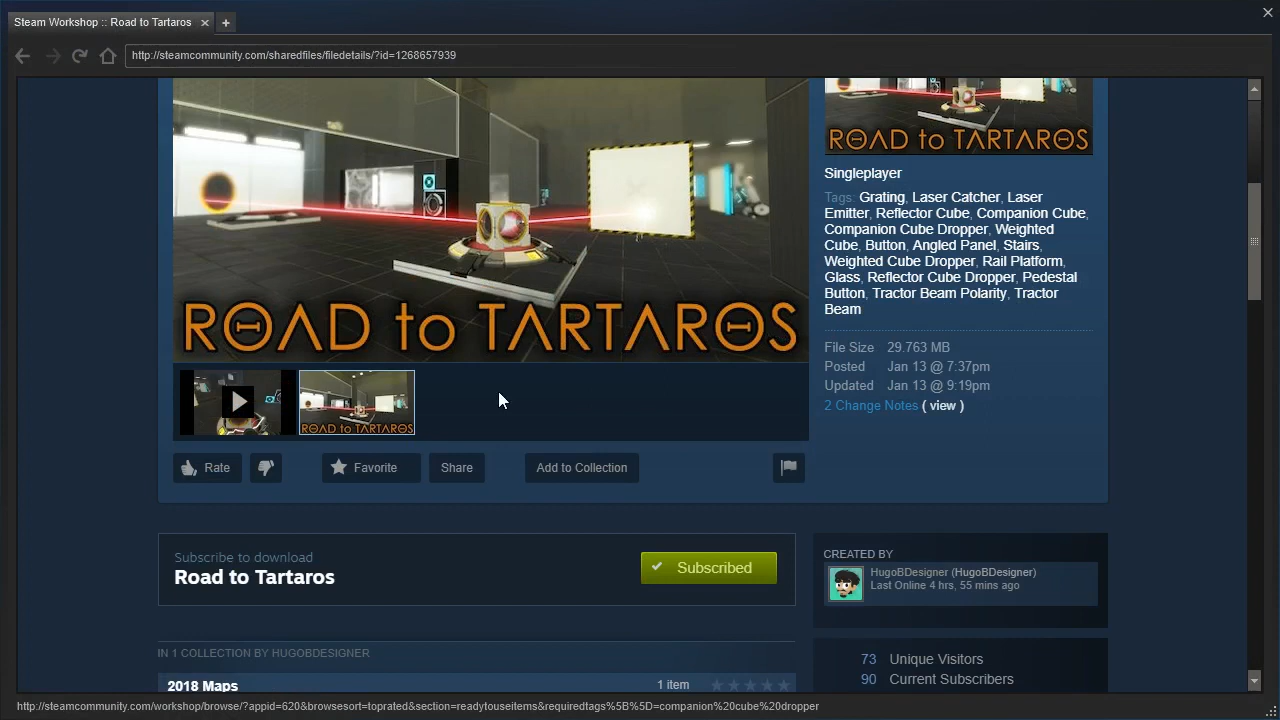 Steam Workshop :: Road to Tartaros
http://steamcommunity.com/sharedfiles/filedetails/?id=1268657939
ROAD to TARTAROS
ROAD to TARTAROS
Rate
Favorite
Share
Add to Collection
ROAD to TARTAROS
Singleplayer
Tags: Grating, Laser Catcher, Laser
Emitter, Reflector Cube, Companion Cube,
Companion Cube Dropper, Weighted
Cube, Button, Angled Panel, Stairs,
Weighted Cube Dropper, Rail Platform,
Glass, Reflector Cube Dropper, Pedestal
Button, Tractor Beam Polarity, Tractor
Beam
File Size 29.763 MB
Posted Jan 13 @ 7:37pm
Updated Jan 13 @ 9:19pm
2 Change Notes ( view )
Subscribe to download
Road to Tartaros
Subscribed
IN 1 COLLECTION BY HUGOBDESIGNER
2018 Maps 1 item
CREATED BY
HugoBDesigner (HugoBDesigner)
Last Online 4 hrs, 55 mins ago
73 Unique Visitors
90 Current Subscribers
http://steamcommunity.com/workshop/browse/?appid=620&browsesort=toprated&section=readytouseitems&requiredtags%5B%5D=companion%20cube%20dropper